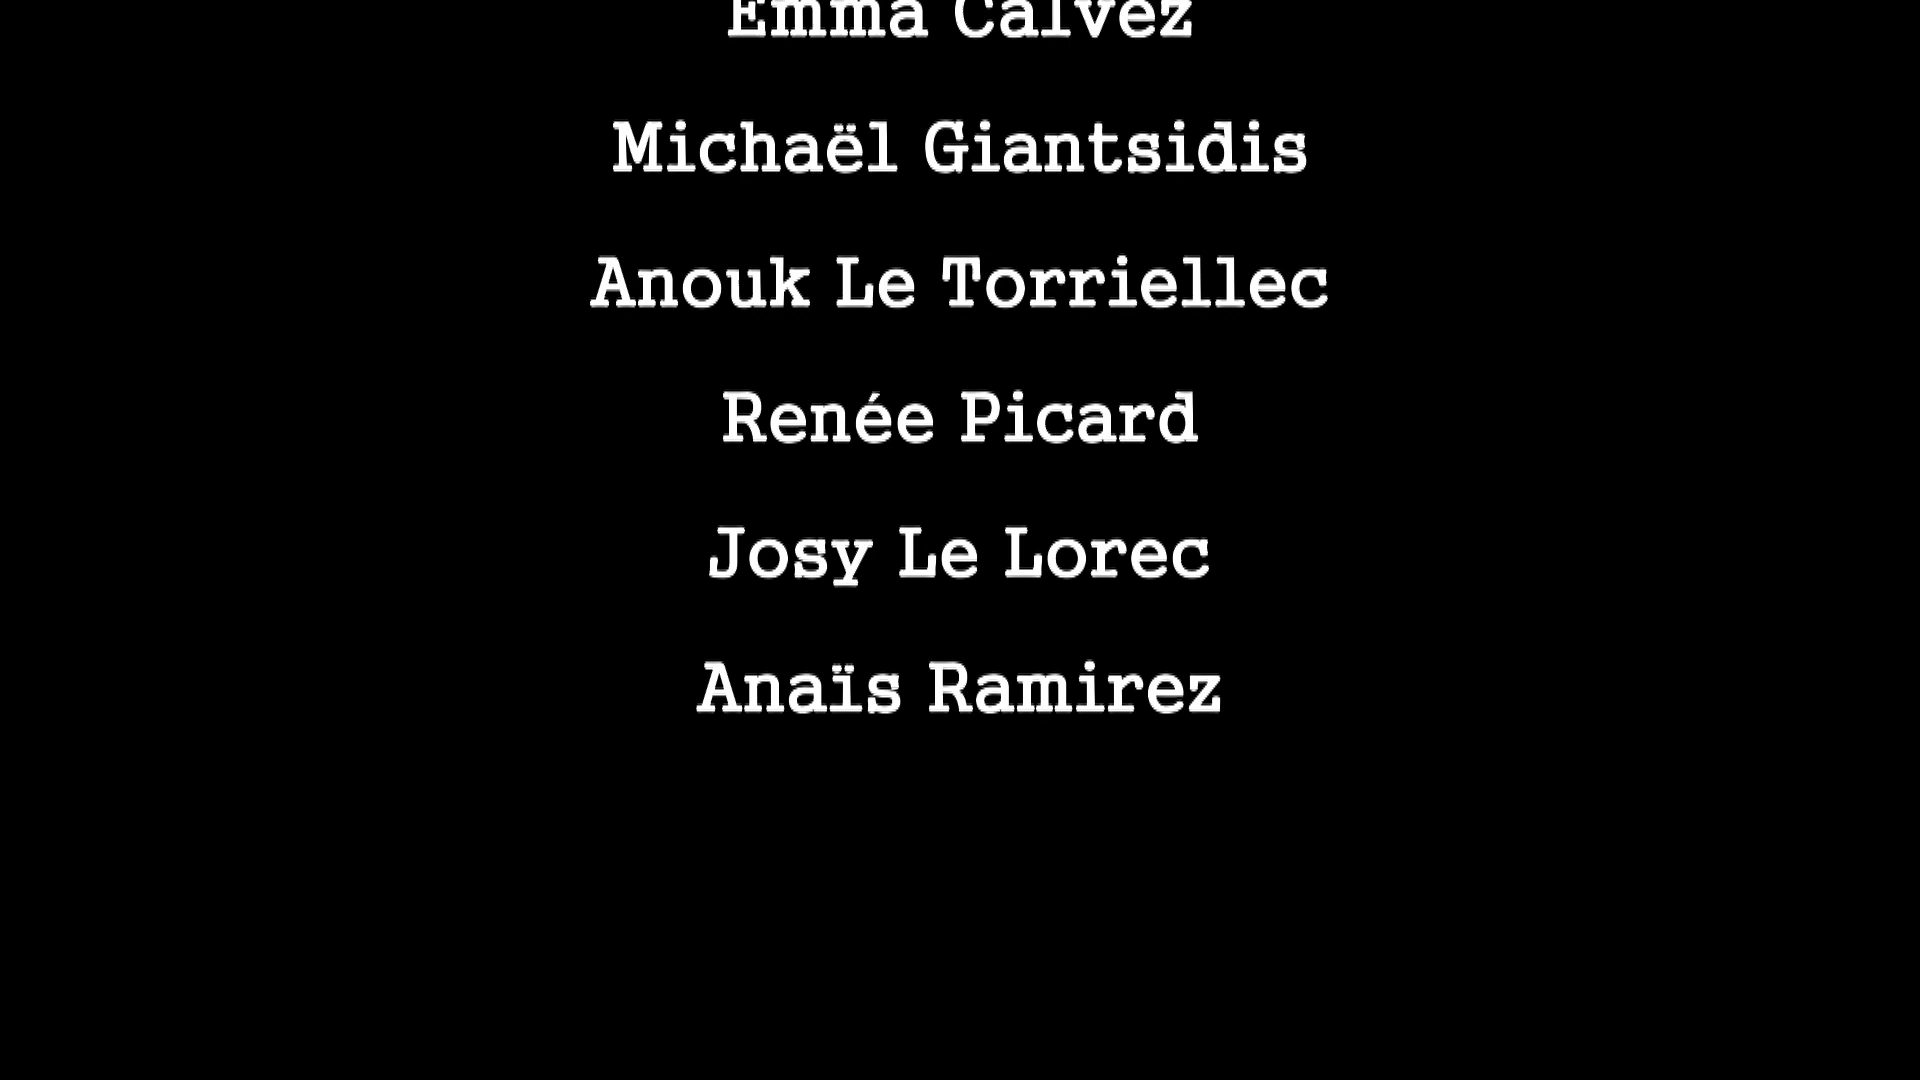 Emma Calvez
Michaël Giantsidis
Anouk Le Torriellec
Renée Picard
Josy Le Lorec
Anaïs Ramirez